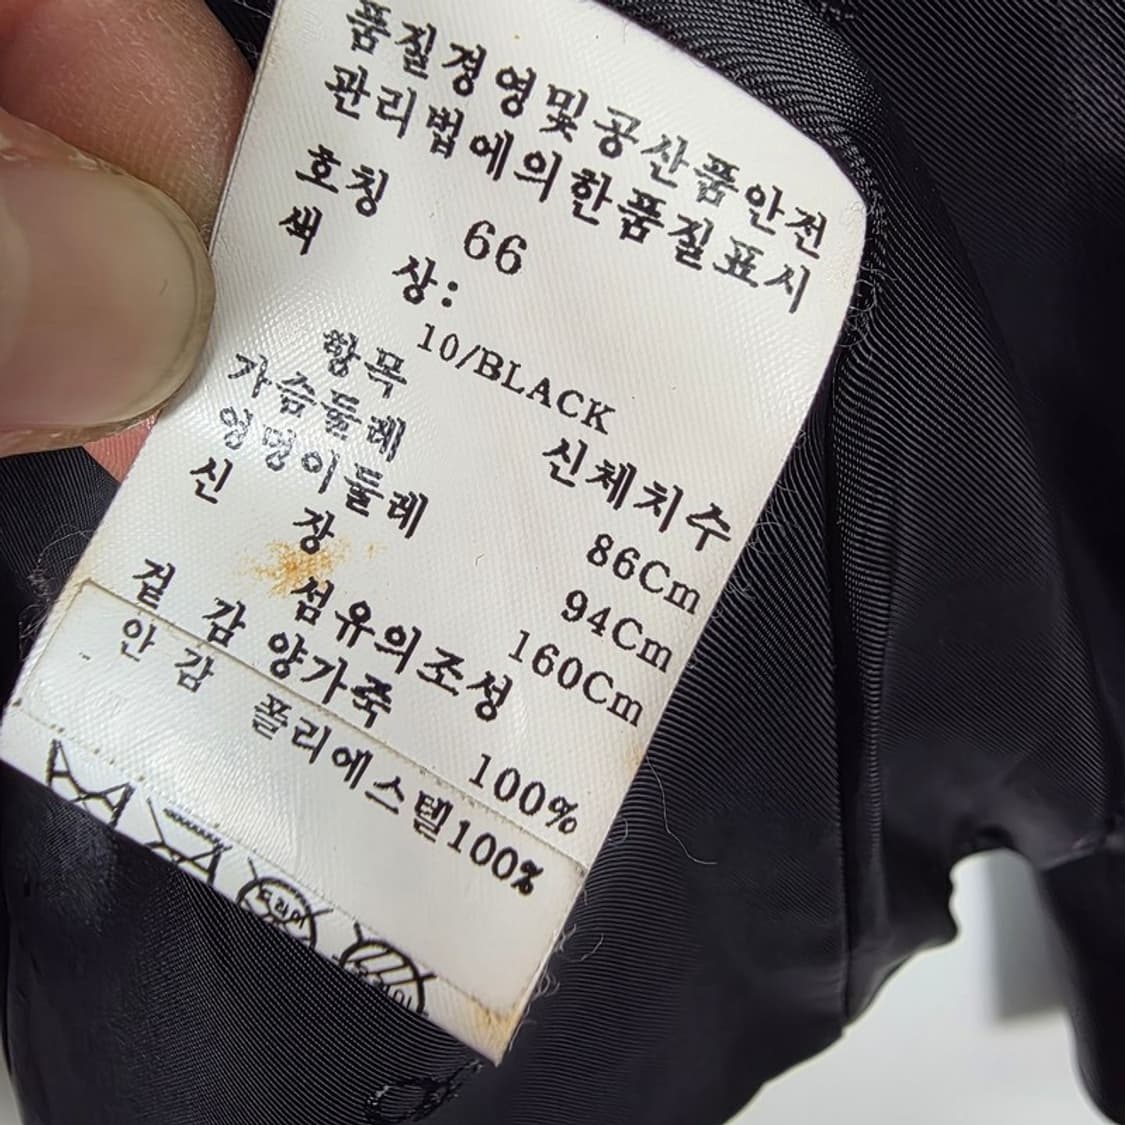 품질경영및공산품안전
관리법에의한품질표시
호칭 66
색 상:
10/BLACK
항목 신체치수
가슴둘레 86Cm
엉덩이둘레 94Cm
신 장 160Cm
섬유의조성
겉 감 양가죽 100%
안 감 폴리에스텔100%
드라이